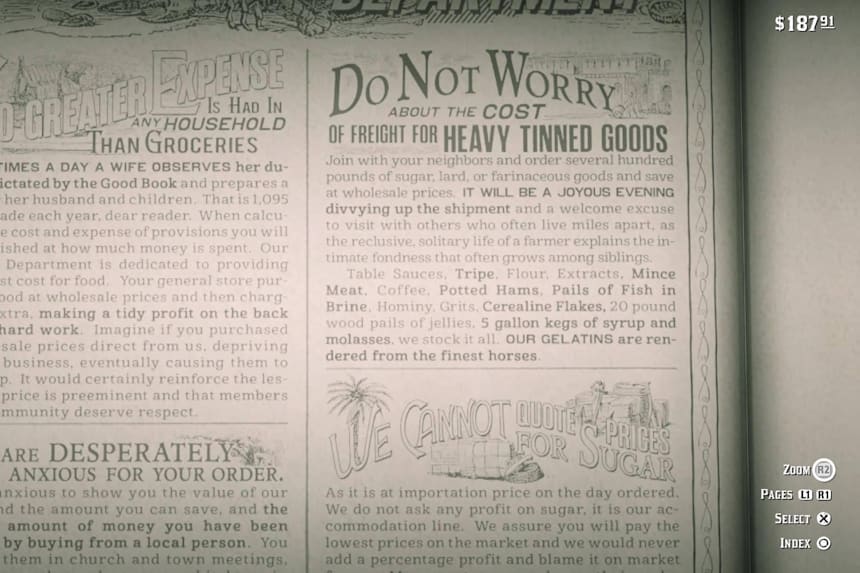 DEPARTMENT
$187.91
GREATER EXPENSE
IS HAD IN
ANY HOUSEHOLD
THAN GROCERIES
TIMES A DAY A WIFE OBSERVES her du-
ictated by the Good Book and prepares a
her husband and children. That is 1,095
ade each year, dear reader. When calcu-
e cost and expense of provisions you will
ished at how much money is spent. Our
Department is dedicated to providing
st cost for food. Your general store pur-
ood at wholesale prices and then charg-
xtra, making a tidy profit on the back
hard work. Imagine if you purchased
sale prices direct from us, depriving
business, eventually causing them to
p. It would certainly reinforce the les-
price is preeminent and that members
mmunity deserve respect.
ARE DESPERATELY
ANXIOUS FOR YOUR ORDER.
anxious to show you the value of our
nd the amount you can save, and the
amount of money you have been
by buying from a local person. You
them in church and town meetings,
DO NOT WORRY
ABOUT THE COST
OF FREIGHT FOR HEAVY TINNED GOODS
Join with your neighbors and order several hundred
pounds of sugar, lard, or farinaceous goods and save
at wholesale prices. IT WILL BE A JOYOUS EVENING
divvying up the shipment and a welcome excuse
to visit with others who often live miles apart, as
the reclusive, solitary life of a farmer explains the in-
timate fondness that often grows among siblings.
Table Sauces, Tripe, Flour, Extracts, Mince
Meat, Coffee, Potted Hams, Pails of Fish in
Brine, Hominy, Grits, Cerealine Flakes, 20 pound
wood pails of jellies, 5 gallon kegs of syrup and
molasses, we stock it all. OUR GELATINS are ren-
dered from the finest horses.
WE CANNOT QUOTE PRICES
FOR SUGAR
As it is at importation price on the day ordered.
We do not ask any profit on sugar, it is our ac-
commodation line. We assure you will pay the
lowest prices on the market and we would never
add a percentage profit and blame it on market
ZOOM R2
PAGES L1 R1
SELECT
INDEX